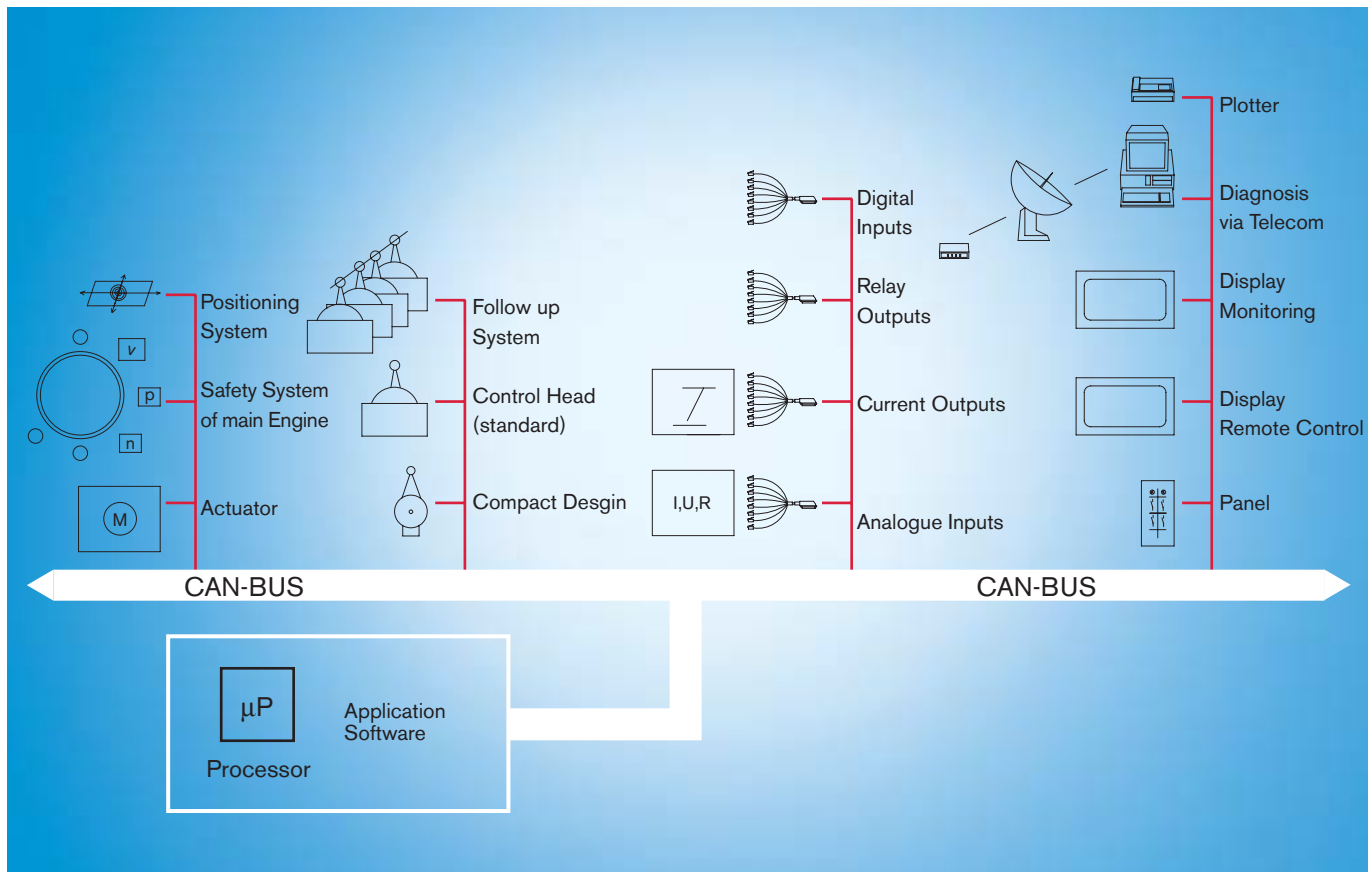 Positioning
System
v
p
n
Safety System
of main Engine
M
Actuator
Follow up
System
Control Head
(standard)
Compact Desgin
Digital
Inputs
Relay
Outputs
Current Outputs
I,U,R
Analogue Inputs
Plotter
Diagnosis
via Telecom
Display
Monitoring
Display
Remote Control
Panel
CAN-BUS
CAN-BUS
µP
Processor
Application
Software